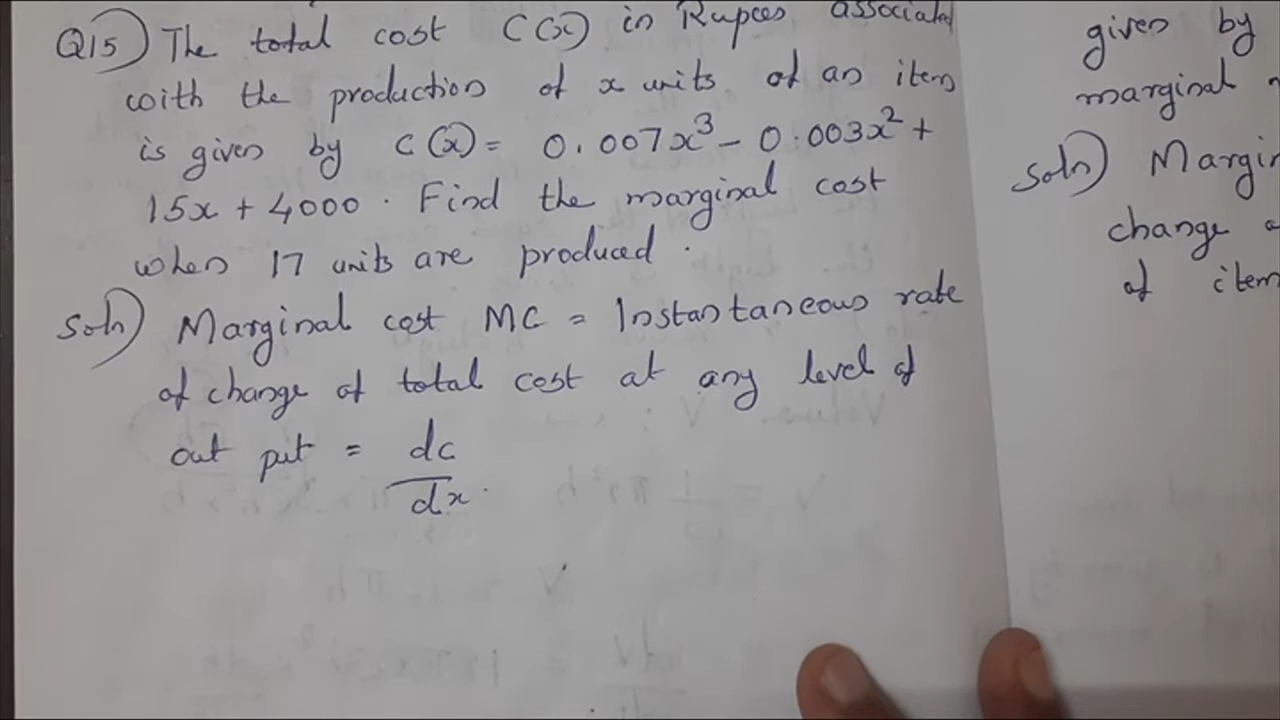 Q15) The total cost C(x) in Rupees associated
with the production of x units of an item
is given by C(x) = 0.007x³ - 0.003x² +
15x + 4000. Find the marginal cost
when 17 units are produced.
Soln) Marginal cost MC = Instantaneous rate
of change of total cost at any level of
out put = dc
dx.
given by
marginal
Soln) Margin
change
of item